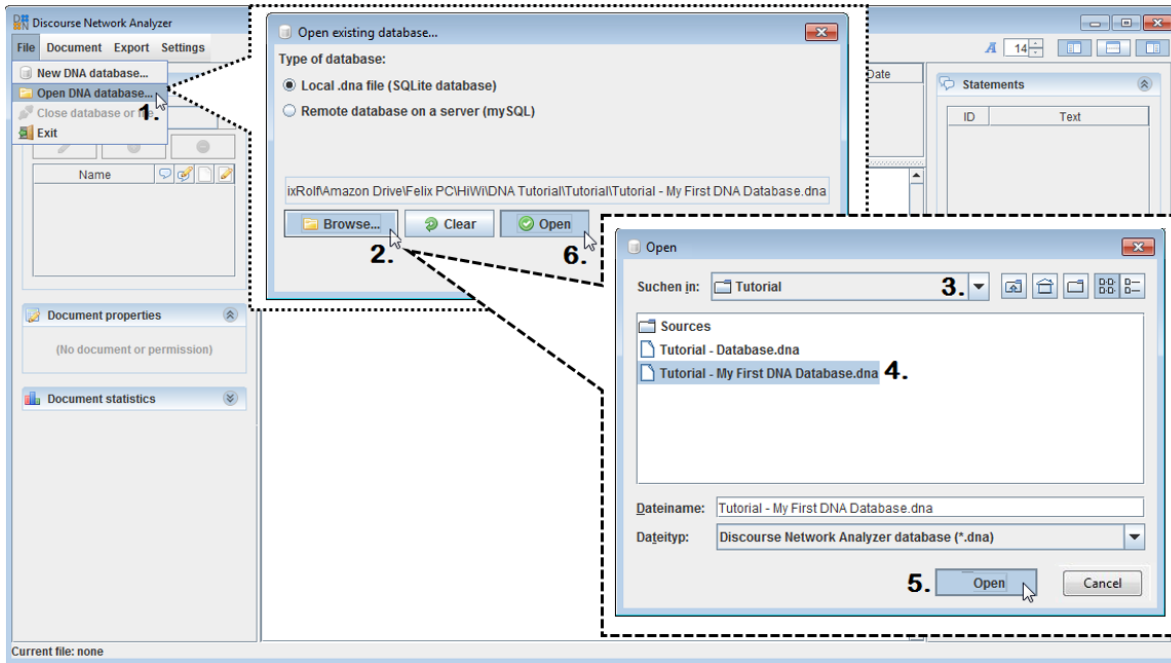 Discourse Network Analyzer
File Document Export Settings
New DNA database...
Open DNA database...
1.
Close database or file
Exit
Name
Document properties
(No document or permission)
Document statistics
Current file: none
Open existing database...
Type of database:
Local .dna file (SQLite database)
Remote database on a server (mySQL)
ixRolf\Amazon Drive\Felix PC\HiWi\DNA Tutorial\Tutorial\Tutorial - My First DNA Database.dna
Browse... Clear Open
2. 6.
A 14
Date
Statements
ID Text
Open
Suchen in: Tutorial 3.
Sources
Tutorial - Database.dna
Tutorial - My First DNA Database.dna 4.
Dateiname: Tutorial - My First DNA Database.dna
Dateityp: Discourse Network Analyzer database (*.dna)
5. Open Cancel